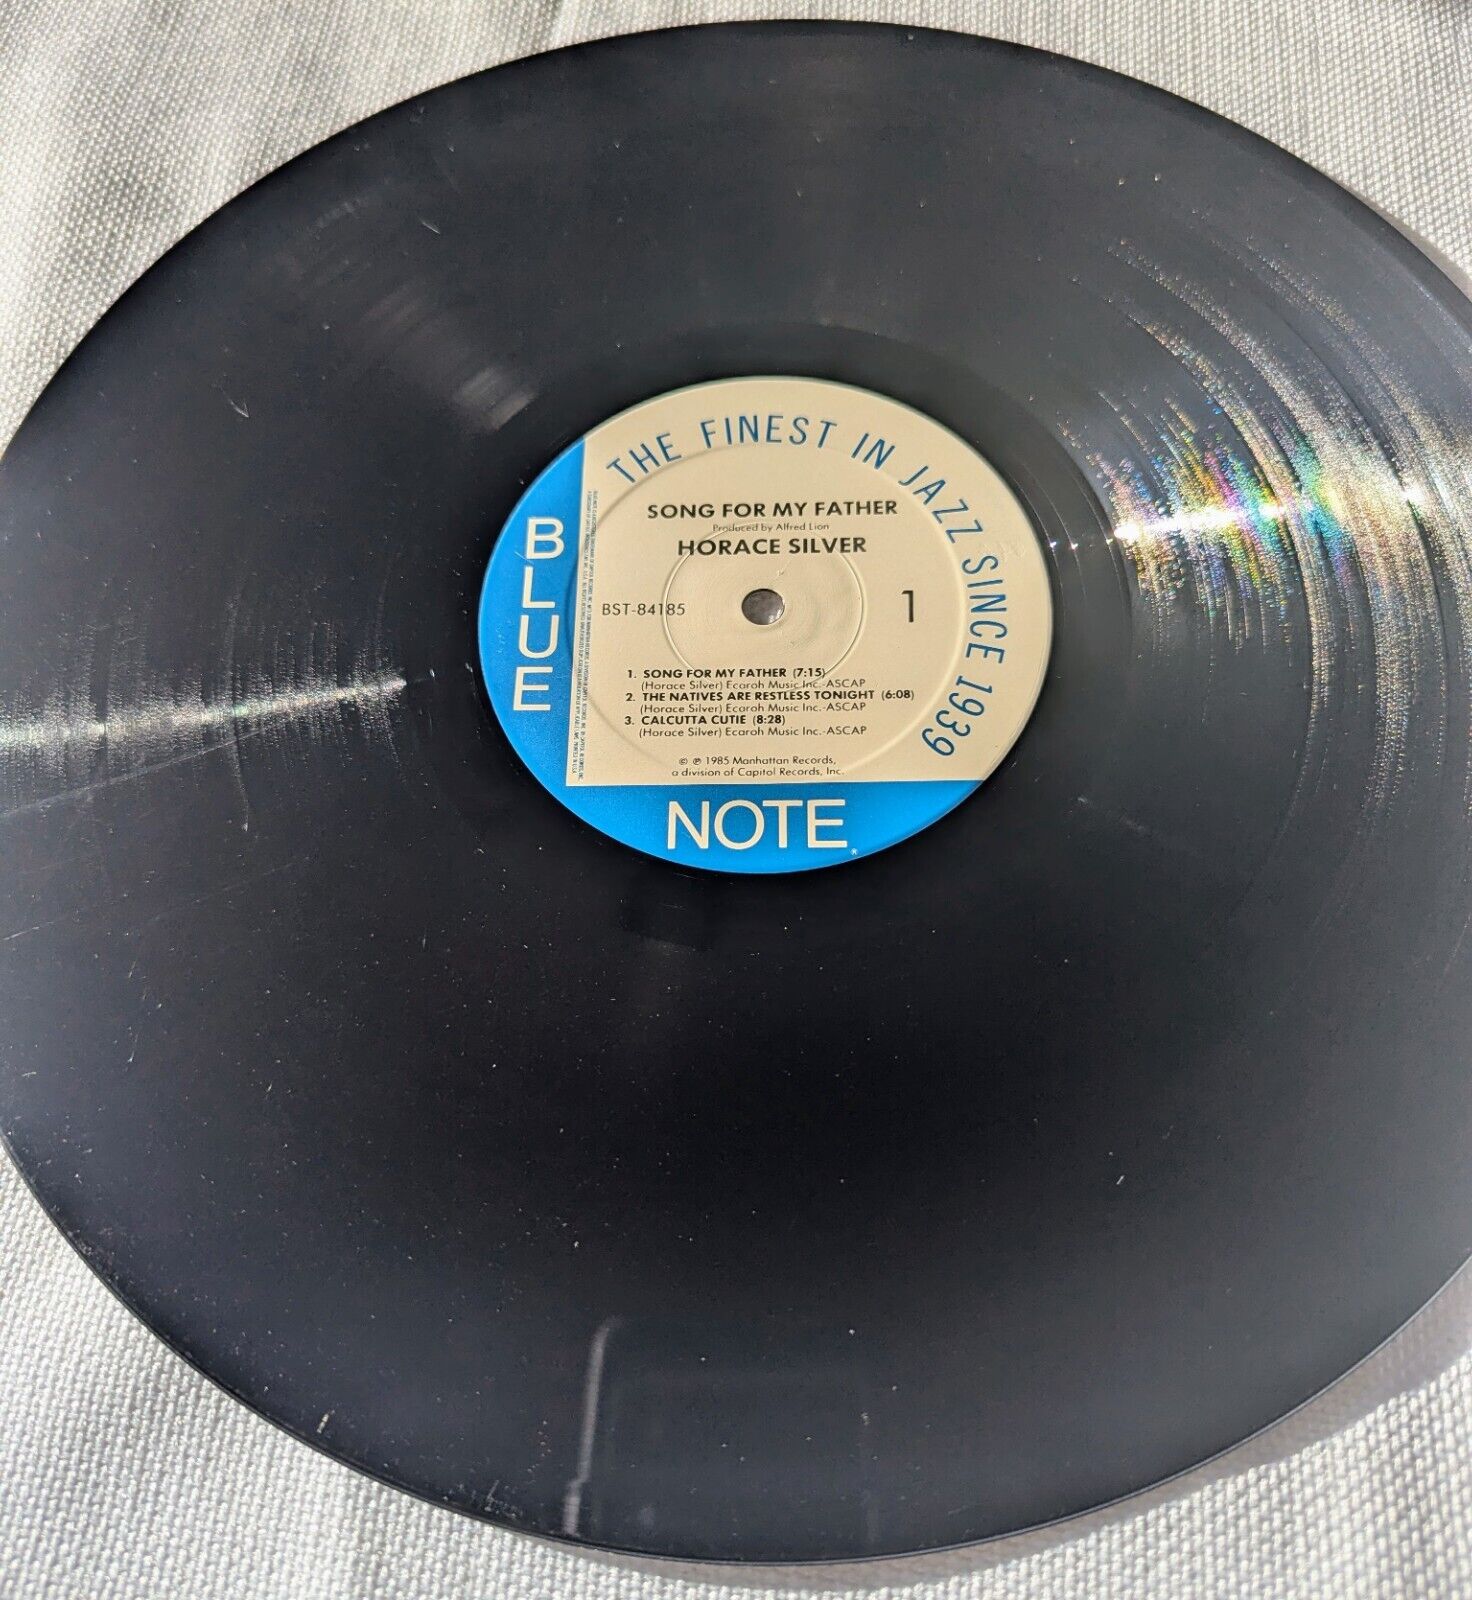 THE FINEST IN JAZZ SINCE 1939
SONG FOR MY FATHER
Produced by Alfred Lion
HORACE SILVER
BST-84185
1
1. SONG FOR MY FATHER (7:15)
(Horace Silver) Ecaroh Music Inc.-ASCAP
2. THE NATIVES ARE RESTLESS TONIGHT (6:08)
(Horace Silver) Ecaroh Music Inc.-ASCAP
3. CALCUTTA CUTIE (8:28)
(Horace Silver) Ecaroh Music Inc.-ASCAP
© ℗ 1985 Manhattan Records,
a division of Capitol Records, Inc.
BLUE
NOTE®